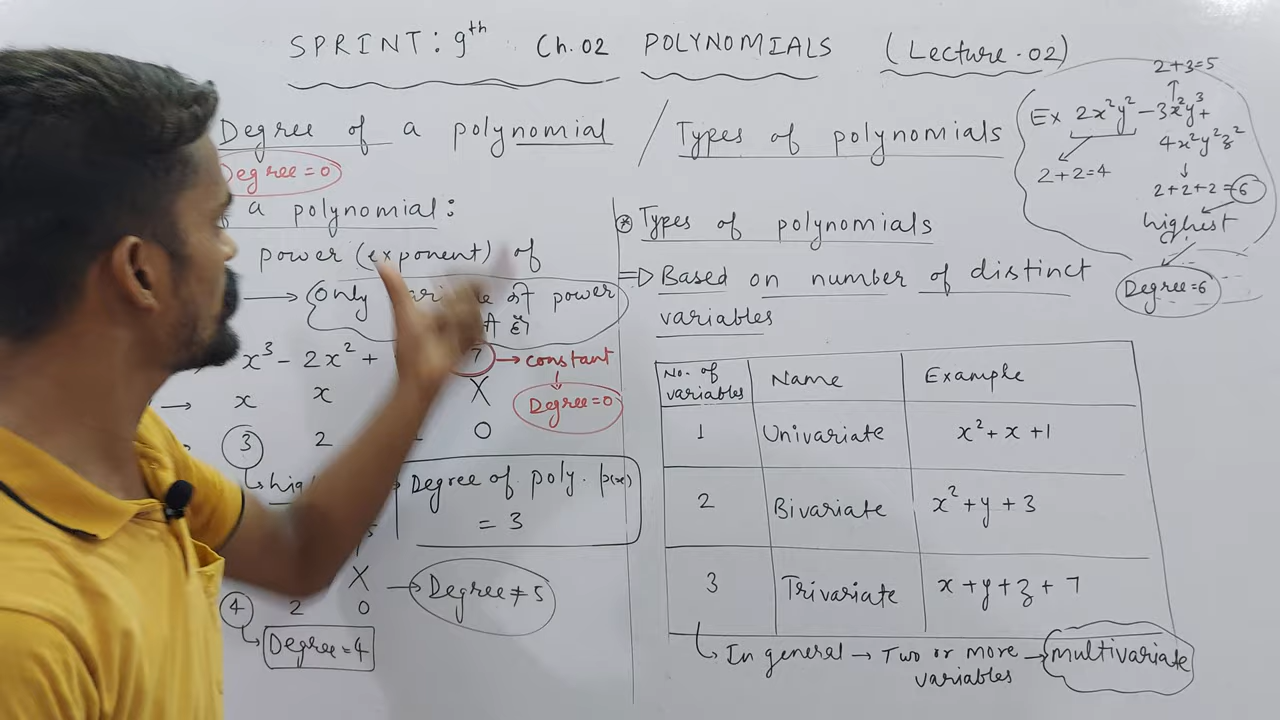 SPRINT: 9th Ch. 02 POLYNOMIALS (Lecture-02)
Degree of a polynomial / Types of polynomials
Degree=0
a polynomial:
power (exponent) of
→ Only की power
x³ - 2x² + 7 → constant
→ x x X Degree=0
3 2 0
Degree of poly. p(x)
= 3
X → Degree ≠ 5
4 2 0
Degree=4
Ex 2x²y² - 3x²y³ +
4x²y²z²
2+3=5
2+2=4
2+2+2=6
highest
Degree=6
* Types of polynomials
⇒ Based on number of distinct
variables
No. of variables Name Example
1 Univariate x² + x + 1
2 Bivariate x² + y + 3
3 Trivariate x + y + z + 7
In general → Two or more variables → multivariate